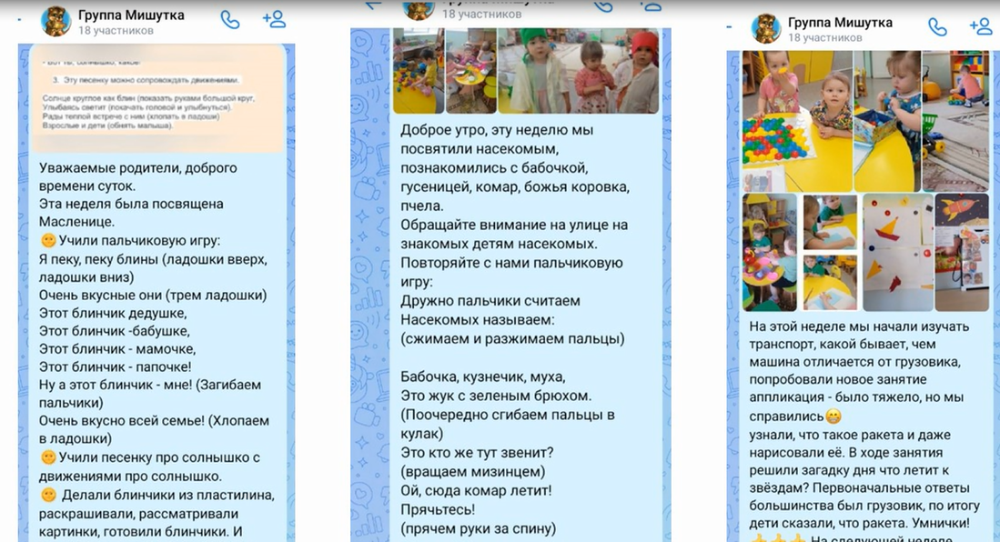 Группа Мишутка
18 участников
- Вот ты, солнышко, какое!
3. Эту песенку можно сопровождать движениями.
Солнце круглое как блин (показать руками большой круг,
Улыбаясь светит (покачать головой и улыбнуться).
Рады теплой встрече с ним (хлопать в ладоши)
Взрослые и дети (обнять малыша).
Уважаемые родители, доброго
времени суток.
Эта неделя была посвящена
Масленице.
🌞Учили пальчиковую игру:
Я пеку, пеку блины (ладошки вверх,
ладошки вниз)
Очень вкусные они (трем ладошки)
Этот блинчик дедушке,
Этот блинчик -бабушке,
Этот блинчик - мамочке,
Этот блинчик - папочке!
Ну а этот блинчик - мне! (Загибаем
пальчики)
Очень вкусно всей семье! (Хлопаем
в ладошки)
🌞Учили песенку про солнышко с
движениями про солнышко.
🌞 Делали блинчики из пластилина,
раскрашивали, рассматривали
картинки, готовили блинчики. И
Группа Мишутка
18 участников
Доброе утро, эту неделю мы
посвятили насекомым,
познакомились с бабочкой,
гусеницей, комар, божья коровка,
пчела.
Обращайте внимание на улице на
знакомых детям насекомых.
Повторяйте с нами пальчиковую
игру:
Дружно пальчики считаем
Насекомых называем:
(сжимаем и разжимаем пальцы)
Бабочка, кузнечик, муха,
Это жук с зеленым брюхом.
(Поочередно сгибаем пальцы в
кулак)
Это кто же тут звенит?
(вращаем мизинцем)
Ой, сюда комар летит!
Прячьтесь!
(прячем руки за спину)
Группа Мишутка
18 участников
На этой неделе мы начали изучать
транспорт, какой бывает, чем
машина отличается от грузовика,
попробовали новое занятие
аппликация - было тяжело, но мы
справились😁
узнали, что такое ракета и даже
нарисовали её. В ходе занятия
решили загадку дня что летит к
звёздам? Первоначальные ответы
большинства был грузовик, по итогу
дети сказали, что ракета. Умнички!
👍👍👍 На следующей неделе